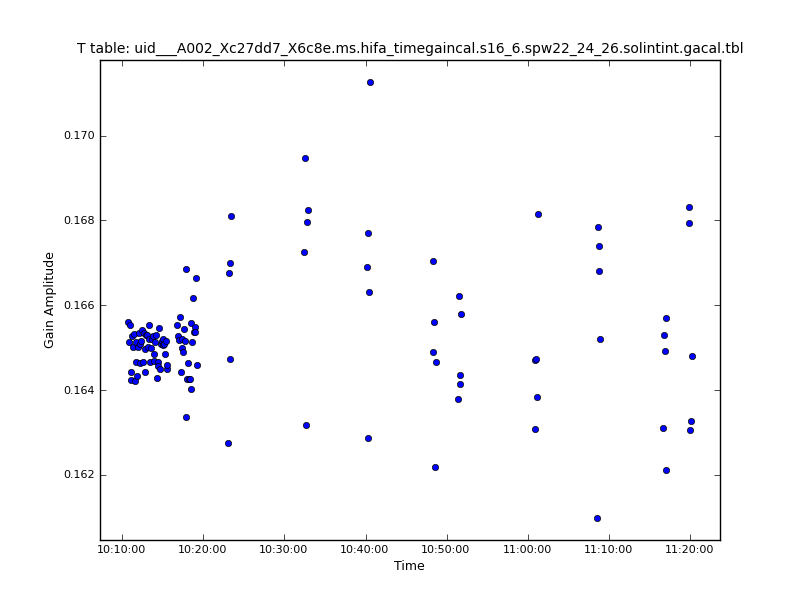 T table: uid___A002_Xc27dd7_X6c8e.ms.hifa_timegaincal.s16_6.spw22_24_26.solintint.gacal.tbl
0.170
0.168
0.166
0.164
0.162
Gain Amplitude
10:10:00 10:20:00 10:30:00 10:40:00 10:50:00 11:00:00 11:10:00 11:20:00
Time